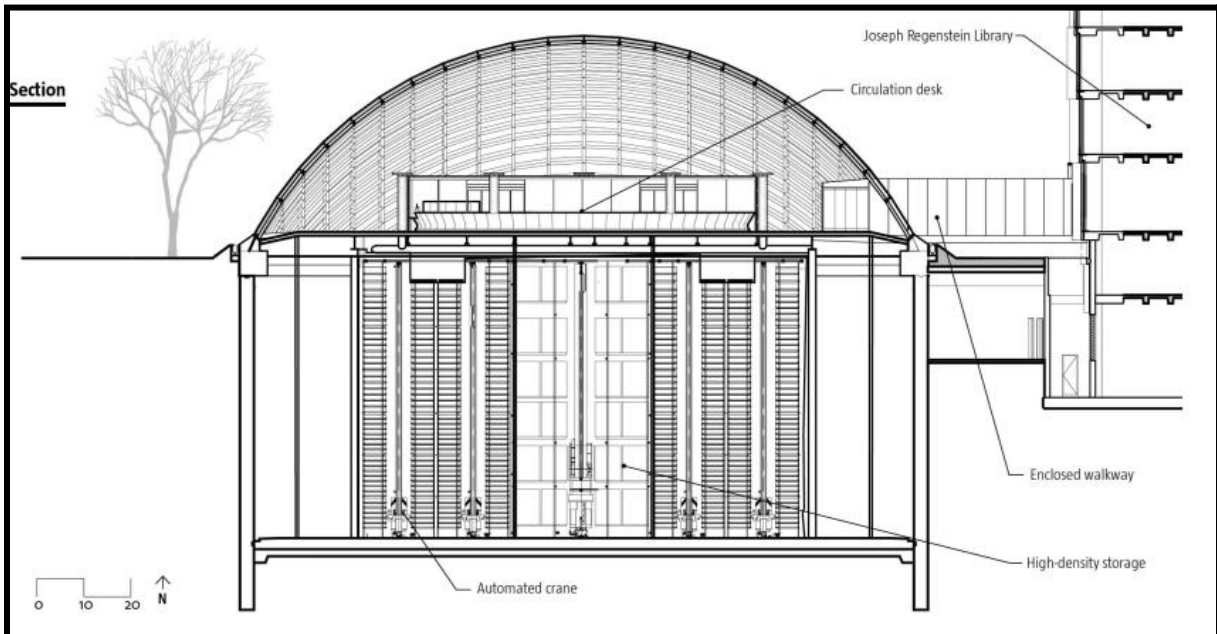 Joseph Regenstein Library
Section
Circulation desk
Enclosed walkway
High-density storage
Automated crane
0 10 20 N